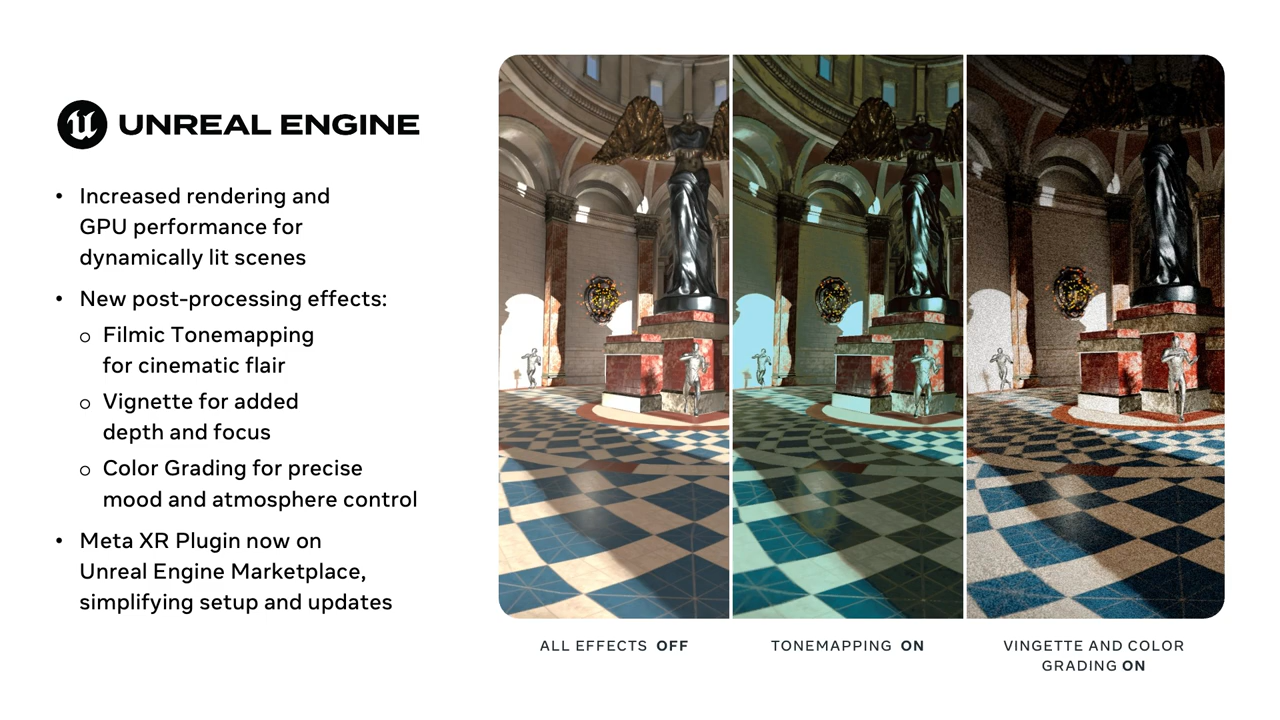 UNREAL ENGINE
• Increased rendering and
GPU performance for
dynamically lit scenes
• New post-processing effects:
o Filmic Tonemapping
for cinematic flair
o Vignette for added
depth and focus
o Color Grading for precise
mood and atmosphere control
• Meta XR Plugin now on
Unreal Engine Marketplace,
simplifying setup and updates
ALL EFFECTS OFF
TONEMAPPING ON
VINGETTE AND COLOR
GRADING ON